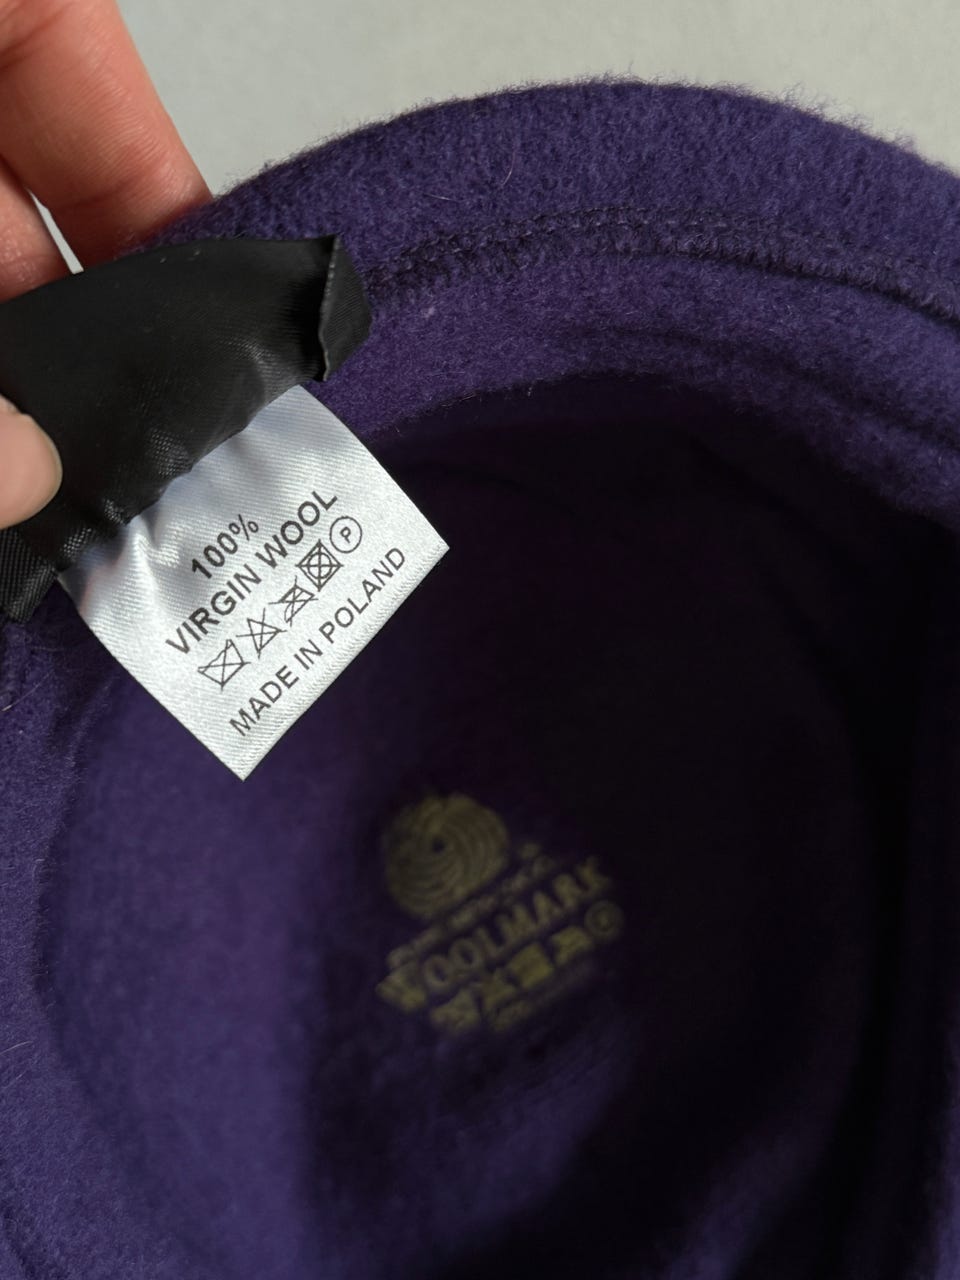 100%
VIRGIN WOOL
P
MADE IN POLAND
WOOLMARK